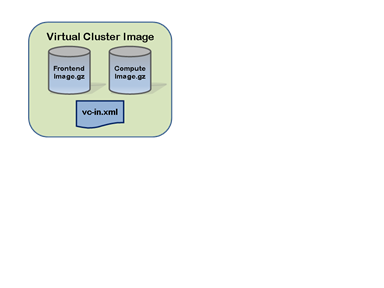 Virtual Cluster Image
Frontend
Image.gz
Compute
Image.gz
vc-in.xml